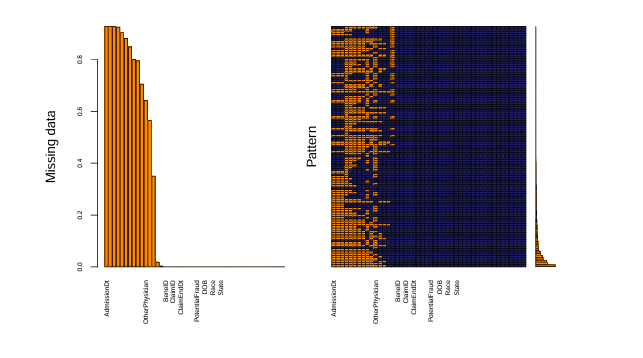 Missing data
0.0
0.2
0.4
0.6
0.8
AdmissionDt
OtherPhysician
BeneID
ClaimID
ClaimEndDt
PotentialFraud
DOB
Race
State
Pattern
AdmissionDt
OtherPhysician
BeneID
ClaimID
ClaimEndDt
PotentialFraud
DOB
Race
State